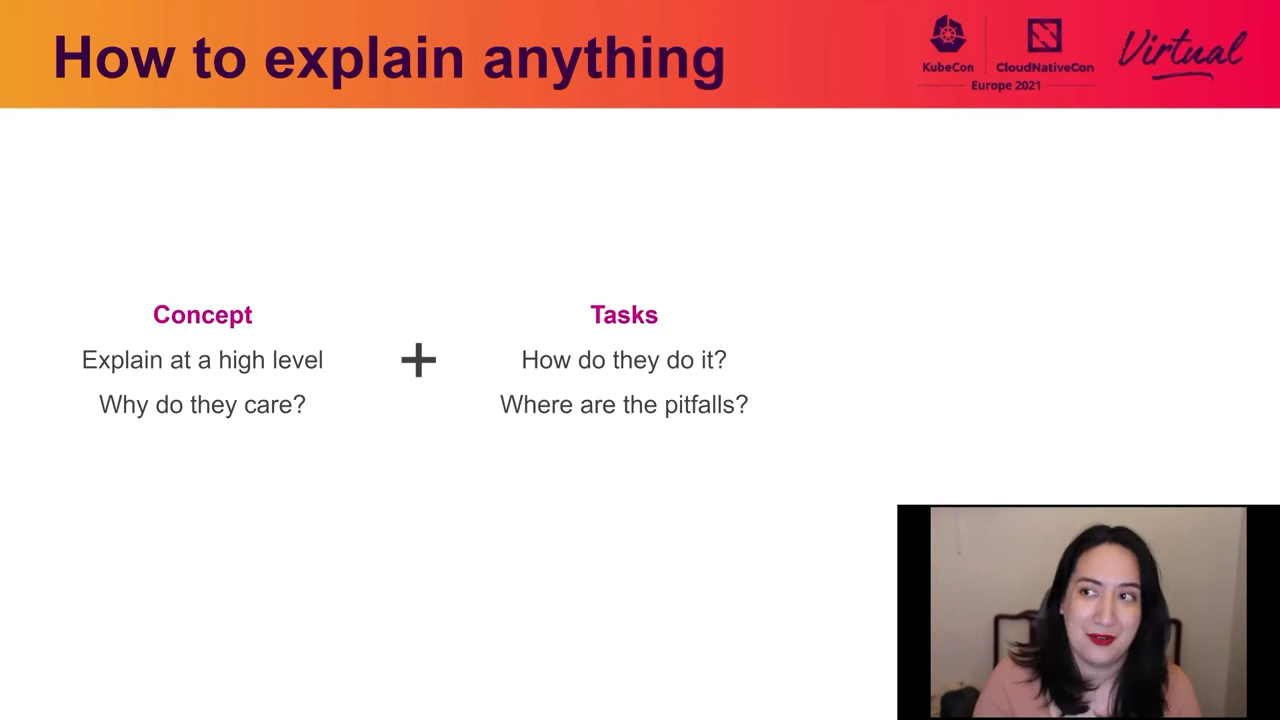 How to explain anything
KubeCon
CloudNativeCon
Europe 2021
Virtual
Concept
Explain at a high level
Why do they care?
+
Tasks
How do they do it?
Where are the pitfalls?